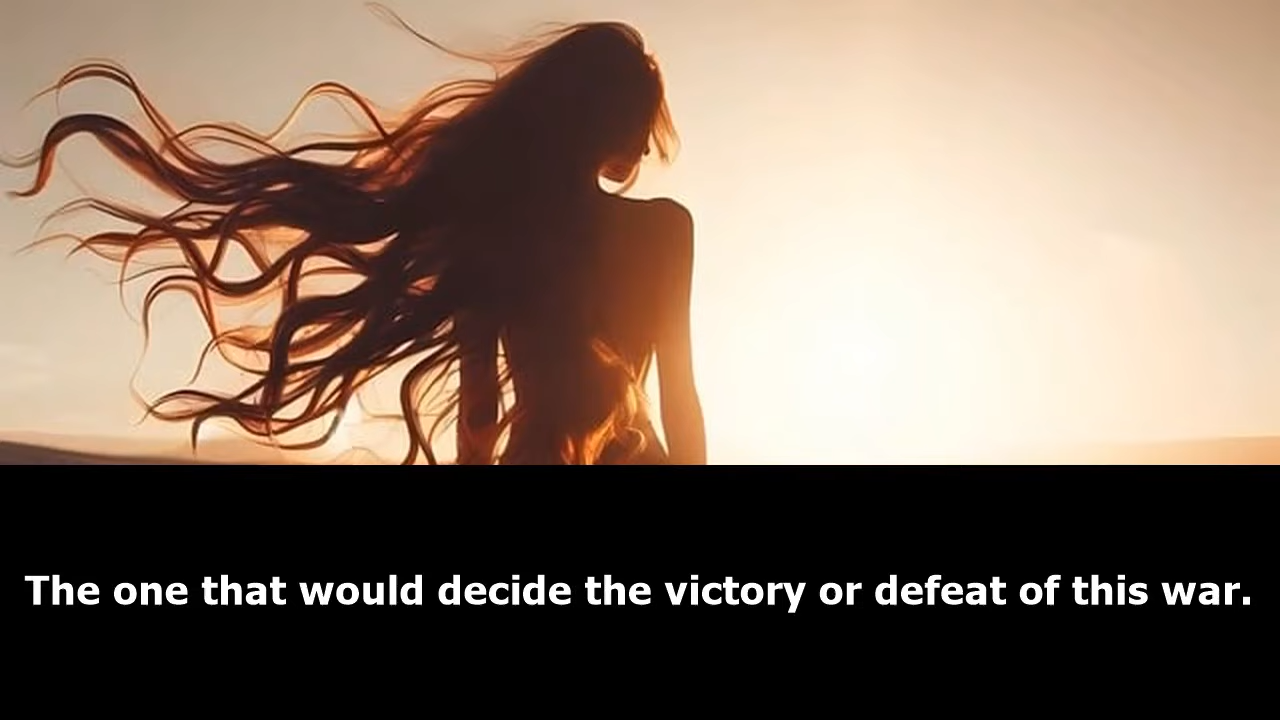 The one that would decide the victory or defeat of this war.